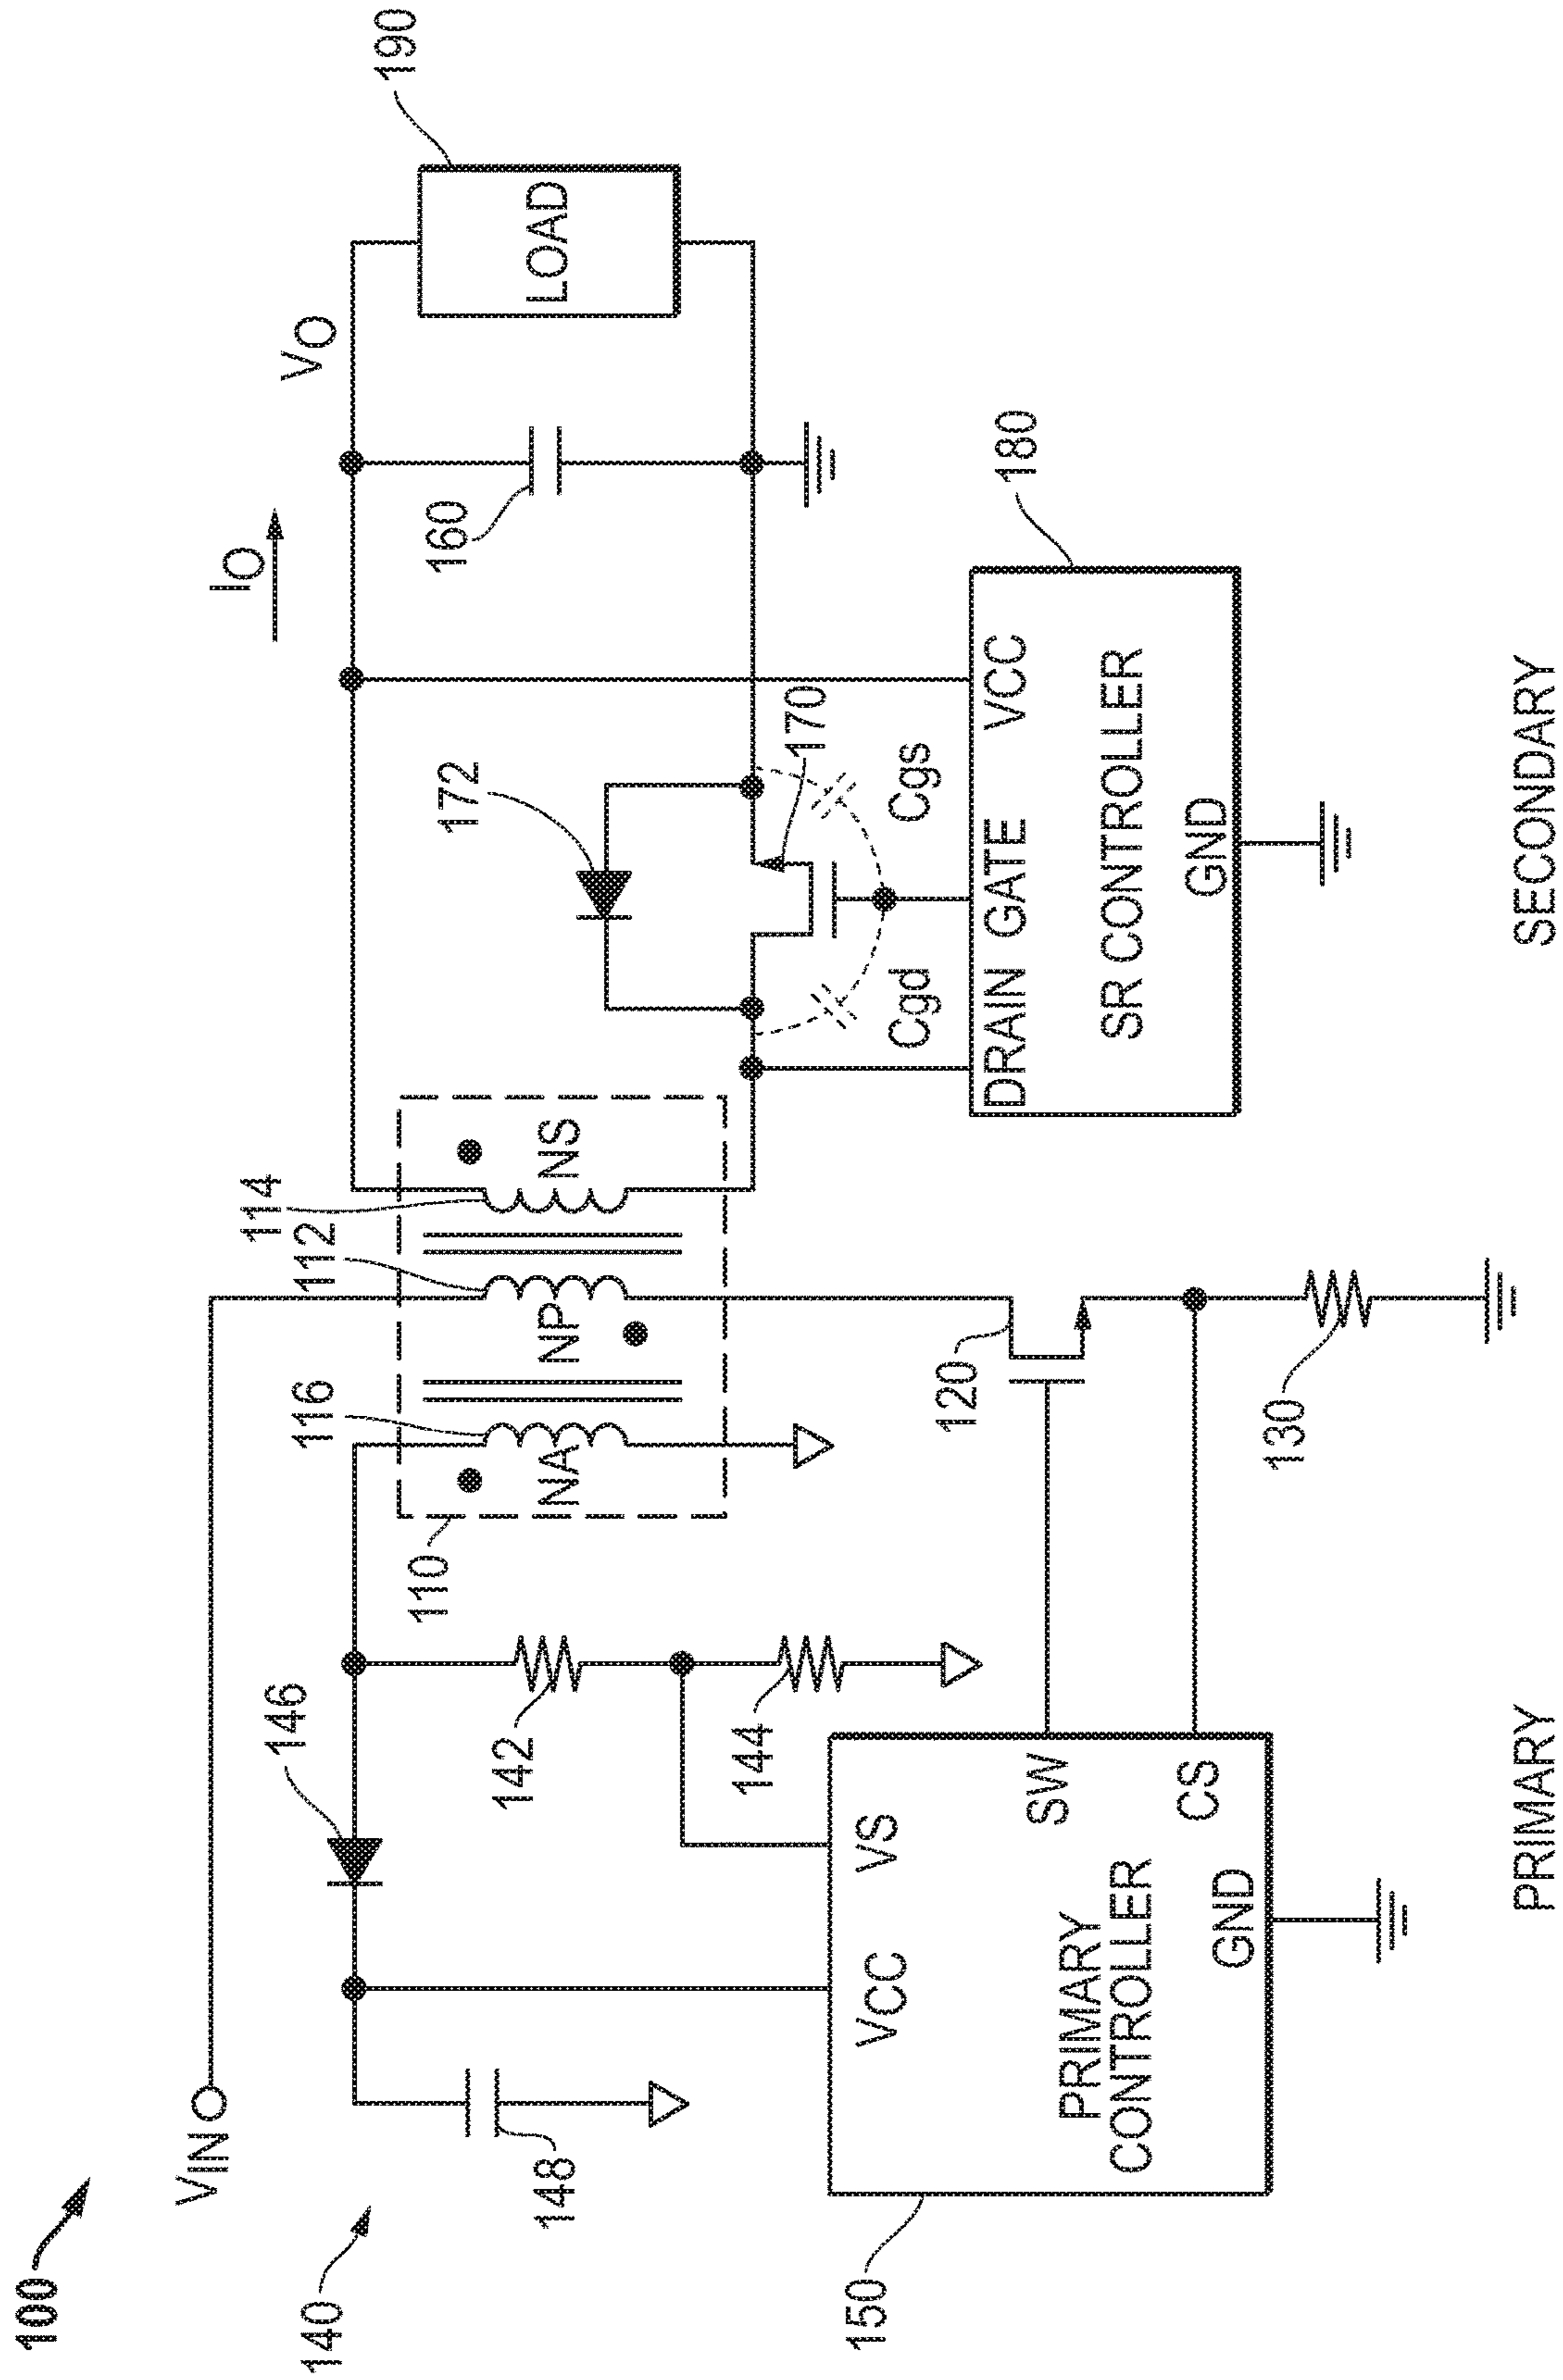 100
140
VIN
IO
VO
190
146
116
112
114
172
160
LOAD
110
NA
NP
NS
142
144
148
120
130
Cgd
Cgs
170
180
150
VCC
VS
SW
CS
GND
PRIMARY
CONTROLLER
DRAIN GATE VCC
SR CONTROLLER
GND
PRIMARY
SECONDARY